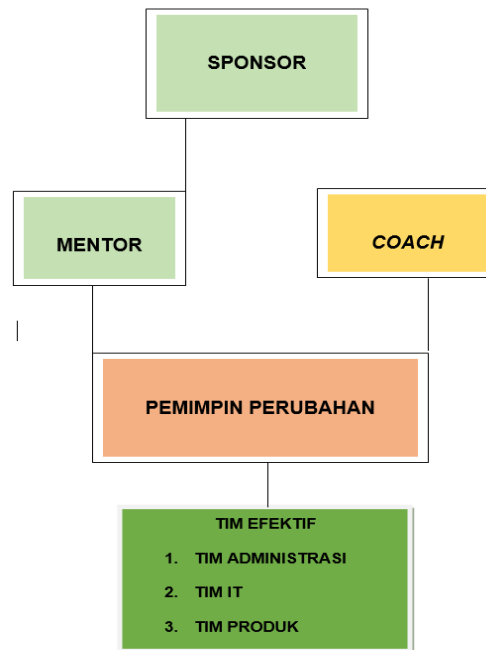 SPONSOR
MENTOR
COACH
PEMIMPIN PERUBAHAN
TIM EFEKTIF
1. TIM ADMINISTRASI
2. TIM IT
3. TIM PRODUK